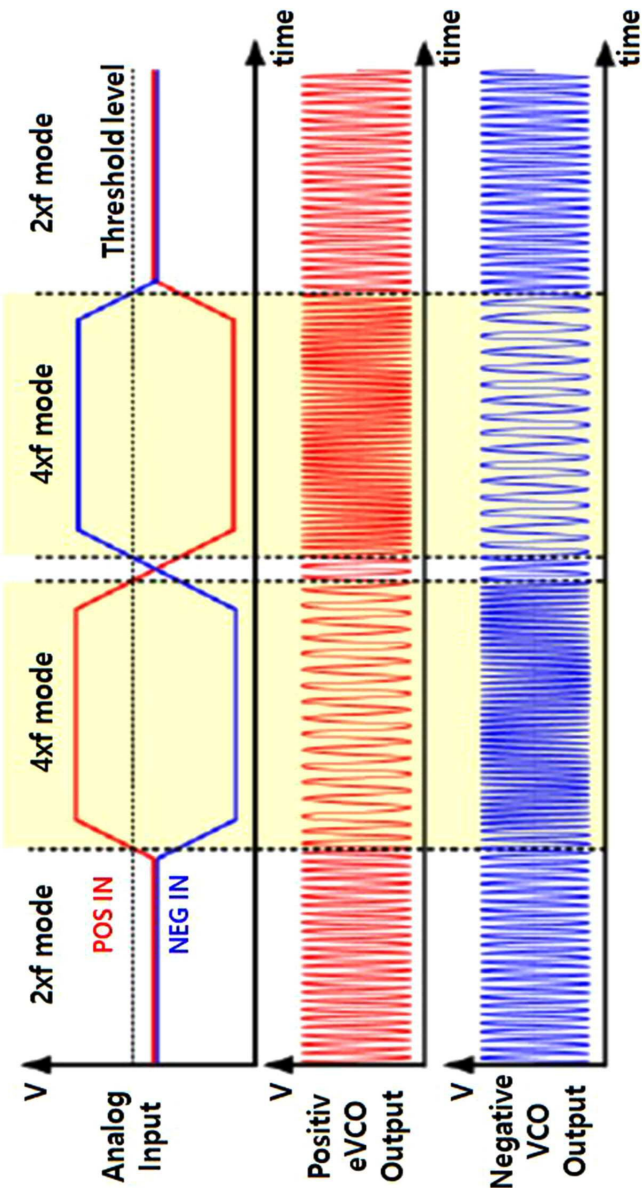 2xf mode
4xf mode
4xf mode
2xf mode
V
POS IN
NEG IN
Threshold level
Analog
Input
time
V
Positiv
eVCO
Output
time
V
Negative
VCO
Output
time